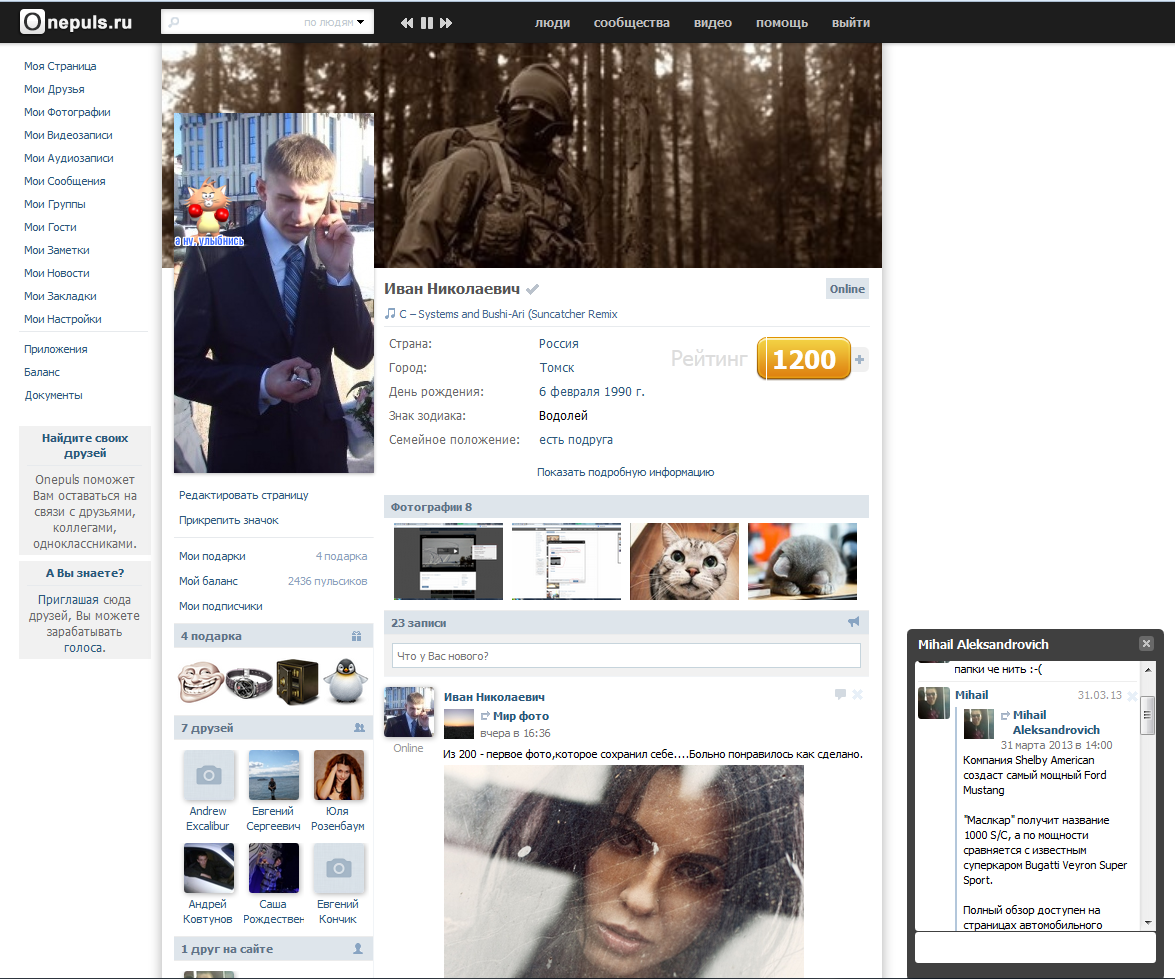 Onepuls.ru
по людям
люди
сообщества
видео
помощь
выйти
Моя Страница
Мои Друзья
Мои Фотографии
Мои Видеозаписи
Мои Аудиозаписи
Мои Сообщения
Мои Группы
Мои Гости
Мои Заметки
Мои Новости
Мои Закладки
Мои Настройки
Приложения
Баланс
Документы
Найдите своих
друзей
Onepuls поможет
Вам оставаться на
связи с друзьями,
коллегами,
одноклассниками.
А Вы знаете?
Приглашая сюда
друзей, Вы можете
зарабатывать
голоса.
а ну, улыбнись
Редактировать страницу
Прикрепить значок
Мои подарки 4 подарка
Мой баланс 2436 пульсиков
Мои подписчики
4 подарка
7 друзей
Andrew
Excalibur
Евгений
Сергеевич
Юля
Розенбаум
Андрей
Ковтунов
Саша
Рождествен
Евгений
Кончик
1 друг на сайте
Иван Николаевич
Online
C – Systems and Bushi-Ari (Suncatcher Remix
Страна: Россия
Город: Томск
День рождения: 6 февраля 1990 г.
Знак зодиака: Водолей
Семейное положение: есть подруга
Рейтинг 1200 +
Показать подробную информацию
Фотографии 8
23 записи
Что у Вас нового?
Иван Николаевич
Мир фото
вчера в 16:36
Online
Из 200 - первое фото,которое сохранил себе....Больно понравилось как сделано.
Mihail Aleksandrovich
папки че нить :-(
Mihail 31.03.13
Mihail
Aleksandrovich
31 марта 2013 в 14:00
Компания Shelby American
создаст самый мощный Ford
Mustang
"Маслкар" получит название
1000 S/C, а по мощности
сравняется с известным
суперкаром Bugatti Veyron Super
Sport.
Полный обзор доступен на
страницах автомобильного